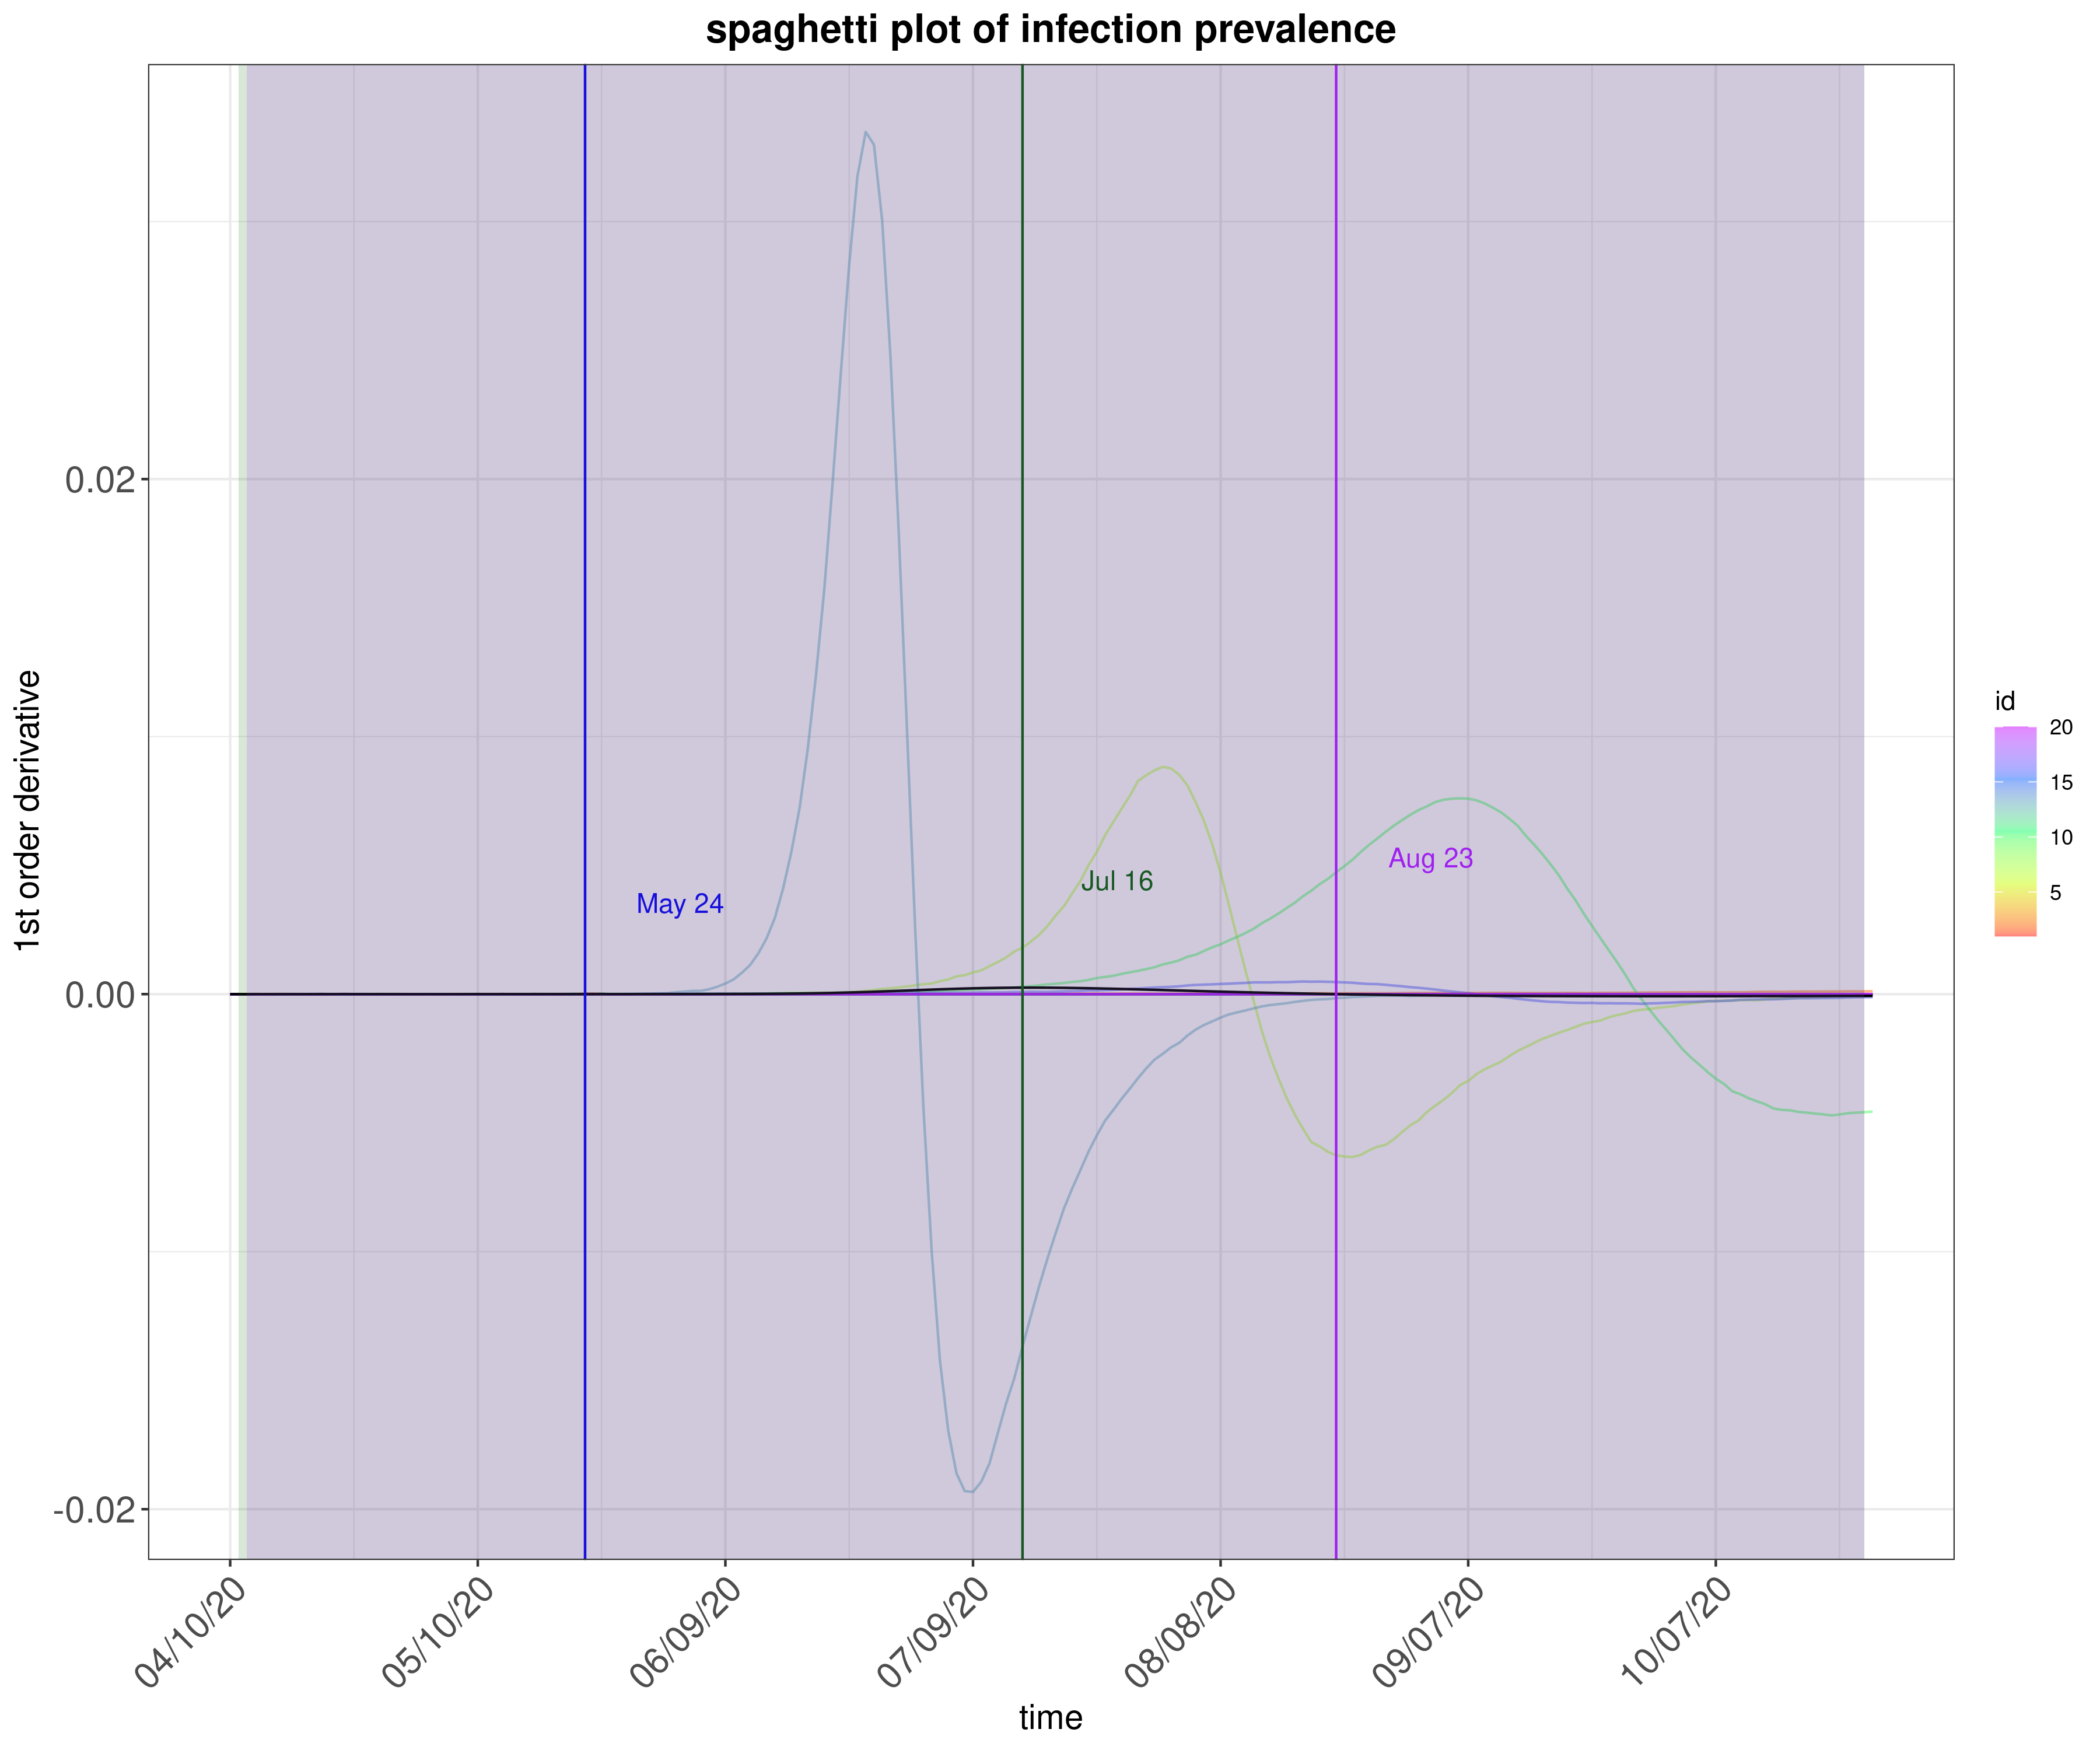 spaghetti plot of infection prevalence
1st order derivative
0.02
0.00
-0.02
May 24
Jul 16
Aug 23
04/10/20
05/10/20
06/09/20
07/09/20
08/08/20
09/07/20
10/07/20
time
id
20
15
10
5